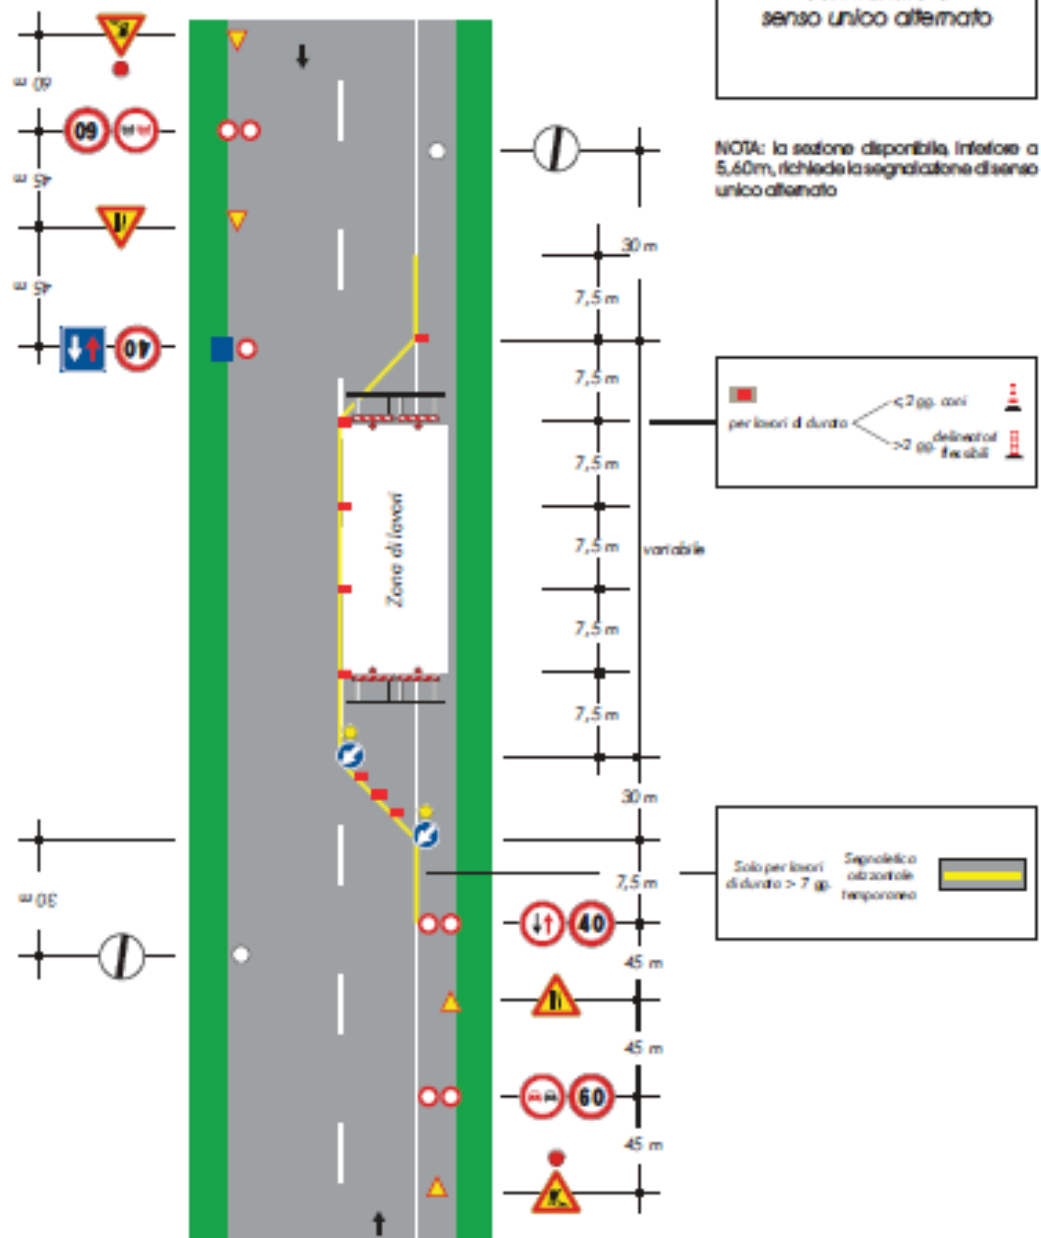 senso unico alternato
NOTA: la sezione disponibile, inferiore a
5,60m, richiede la segnalazione di senso
unico alternato
60 m
60
45 m
45 m
40
30 m
7,5 m
7,5 m
7,5 m
7,5 m
7,5 m
7,5 m
variabile
30 m
7,5 m
per lavori di durata
<2 gg. coni
>2 gg. delineatori
flessibili
Zona di lavori
Solo per lavori
di durata > 7 gg.
Segnaletica
orizzontale
temporanea
30 m
40
45 m
45 m
60
45 m